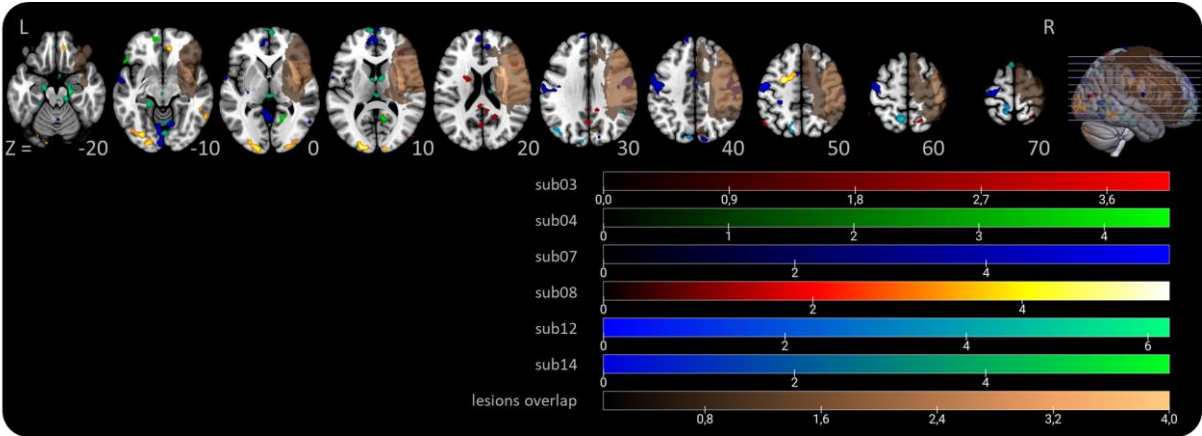 L R
Z = -20 -10 0 10 20 30 40 50 60 70
sub03
0,0 0,9 1,8 2,7 3,6
sub04
0 1 2 3 4
sub07
0 2 4
sub08
0 2 4
sub12
0 2 4 6
sub14
0 2 4
lesions overlap
0,8 1,6 2,4 3,2 4,0